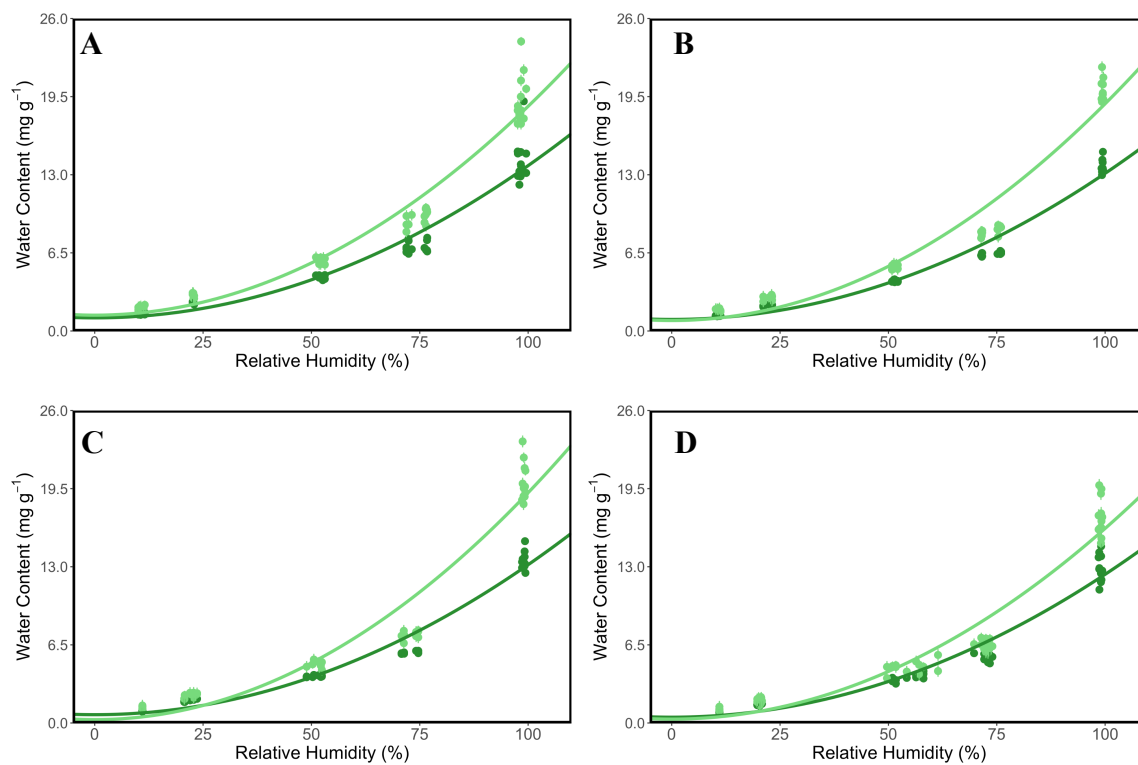 A
26.0
19.5
13.0
6.5
0.0
Water Content (mg g⁻¹)
0 25 50 75 100
Relative Humidity (%)
B
26.0
19.5
13.0
6.5
0.0
Water Content (mg g⁻¹)
0 25 50 75 100
Relative Humidity (%)
C
26.0
19.5
13.0
6.5
0.0
Water Content (mg g⁻¹)
0 25 50 75 100
Relative Humidity (%)
D
26.0
19.5
13.0
6.5
0.0
Water Content (mg g⁻¹)
0 25 50 75 100
Relative Humidity (%)